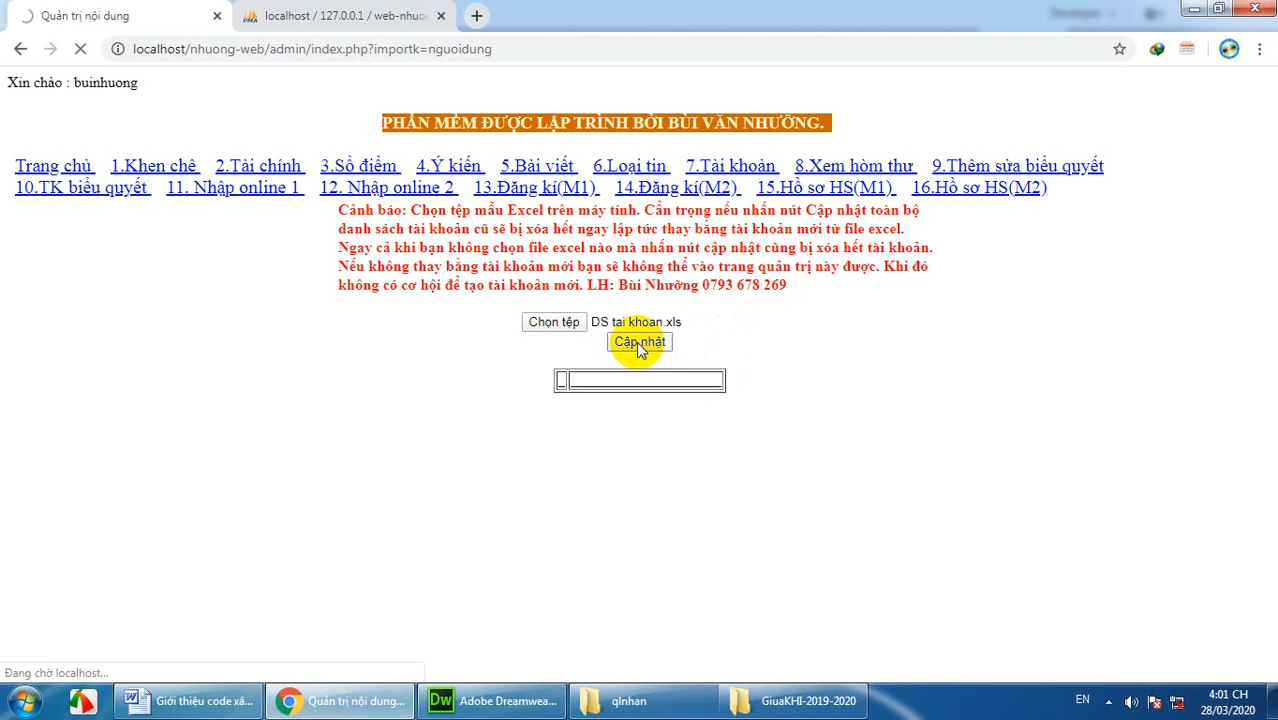 Quản trị nội dung
localhost / 127.0.0.1 / web-nhuo
localhost/nhuong-web/admin/index.php?importk=nguoidung
Xin chào : buinhuong
PHẦN MỀM ĐƯỢC LẬP TRÌNH BỞI BÙI VĂN NHƯỠNG.
Trang chủ 1.Khen chê 2.Tài chính 3.Sổ điểm 4.Ý kiến 5.Bài viết 6.Loại tin 7.Tài khoản 8.Xem hòm thư 9.Thêm sửa biểu quyết
10.TK biểu quyết 11. Nhập online 1 12. Nhập online 2 13.Đăng kí(M1) 14.Đăng kí(M2) 15.Hồ sơ HS(M1) 16.Hồ sơ HS(M2)
Cảnh báo: Chọn tệp mẫu Excel trên máy tính. Cẩn trọng nếu nhấn nút Cập nhật toàn bộ
danh sách tài khoản cũ sẽ bị xóa hết ngay lập tức thay bằng tài khoản mới từ file excel.
Ngay cả khi bạn không chọn file excel nào mà nhấn nút cập nhật cũng bị xóa hết tài khoản.
Nếu không thay bằng tài khoản mới bạn sẽ không thể vào trang quản trị này được. Khi đó
không có cơ hội để tạo tài khoản mới. LH: Bùi Nhưỡng 0793 678 269
Chọn tệp DS tai khoan.xls
Cập nhật
Đang chờ localhost...
Giới thiệu code xâ... Quản trị nội dung... Dw Adobe Dreamwea... qlnhan GiuaKHI-2019-2020 EN 4:01 CH
28/03/2020